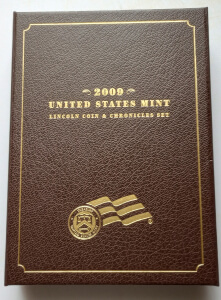 2009
UNITED STATES MINT
LINCOLN COIN & CHRONICLES SET